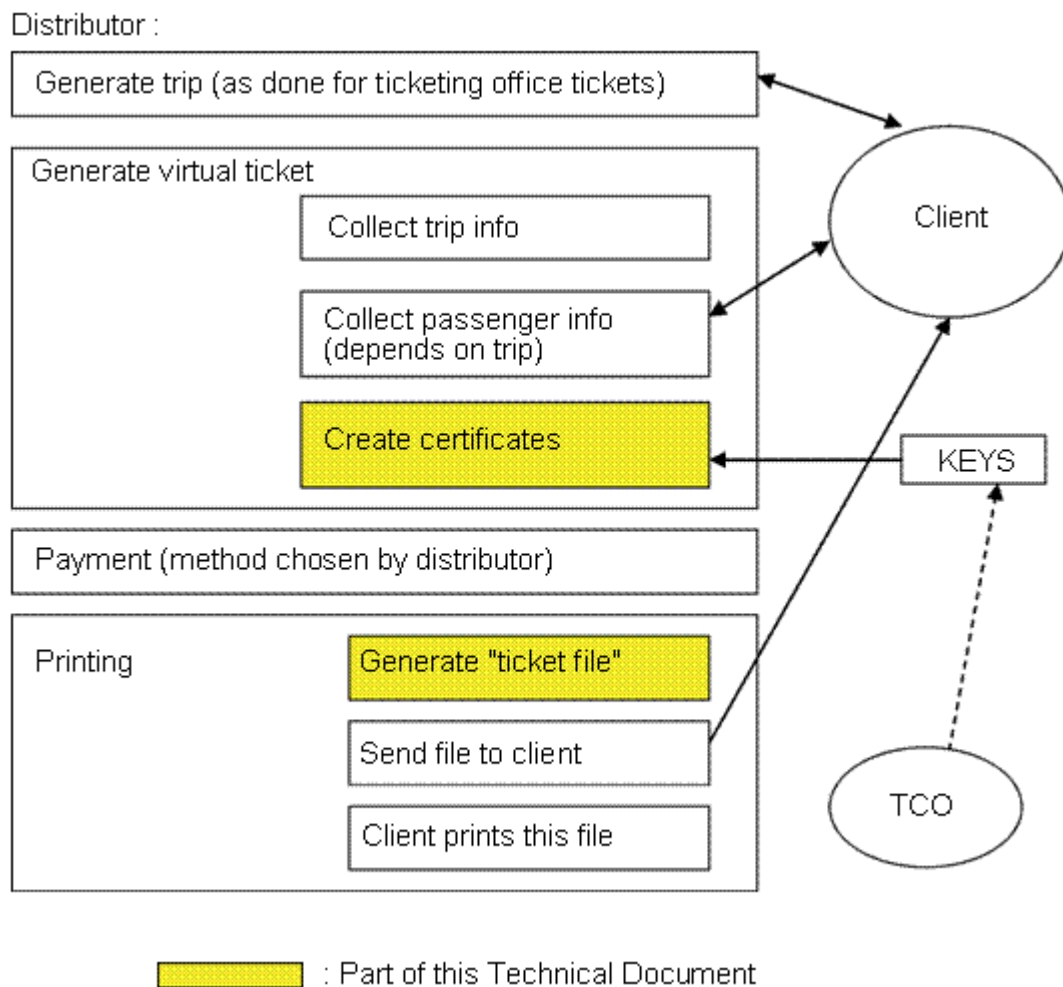 Distributor :
Generate trip (as done for ticketing office tickets)
Generate virtual ticket
Collect trip info
Client
Collect passenger info
(depends on trip)
Create certificates
KEYS
Payment (method chosen by distributor)
Printing
Generate "ticket file"
Send file to client
TCO
Client prints this file
: Part of this Technical Document